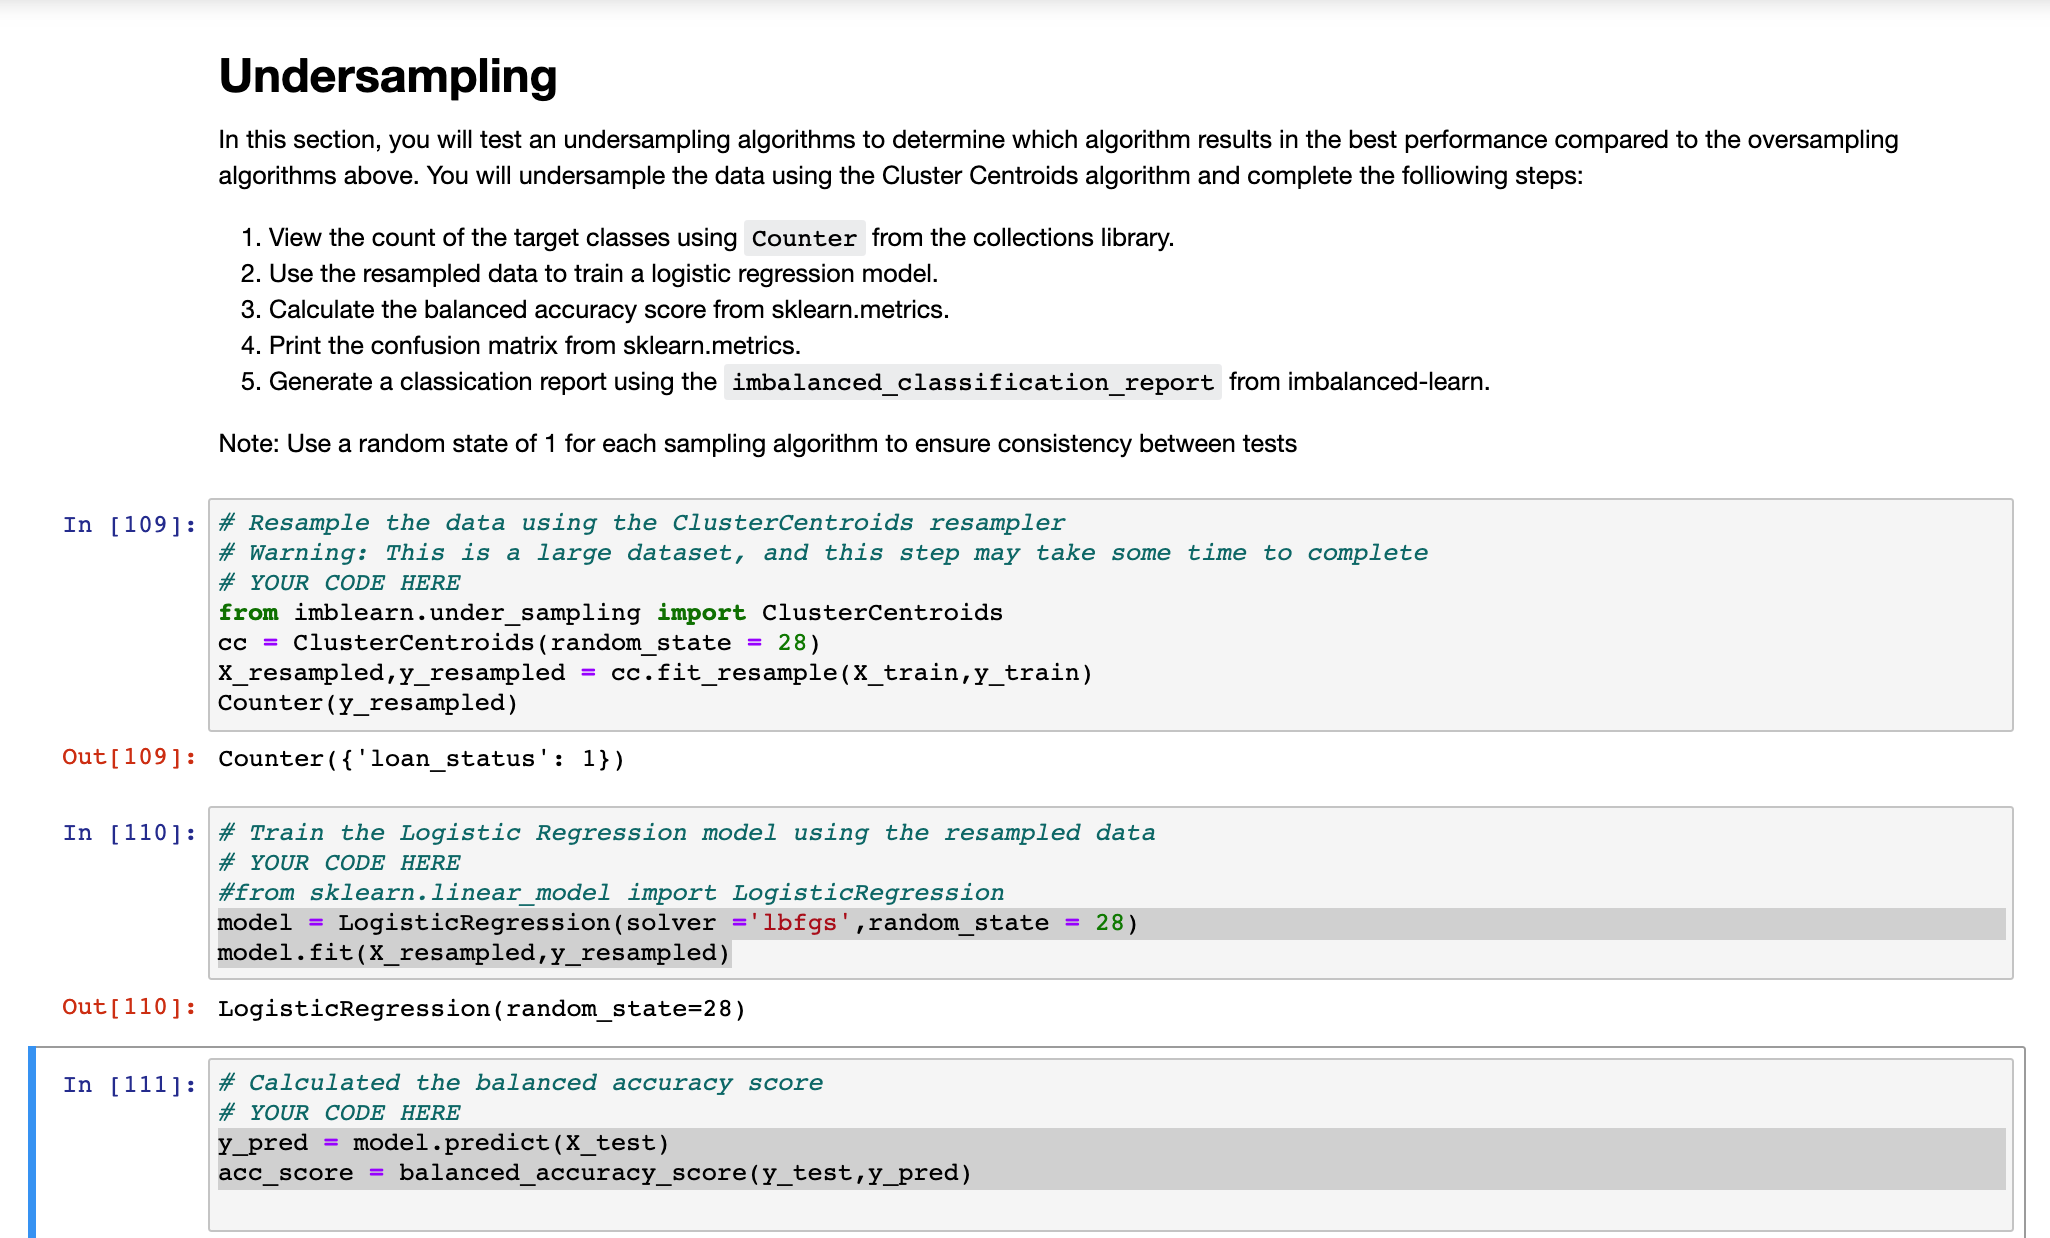 Undersampling
In this section, you will test an undersampling algorithms to determine which algorithm results in the best performance compared to the oversampling
algorithms above. You will undersample the data using the Cluster Centroids algorithm and complete the folliowing steps:
1. View the count of the target classes using Counter from the collections library.
2. Use the resampled data to train a logistic regression model.
3. Calculate the balanced accuracy score from sklearn.metrics.
4. Print the confusion matrix from sklearn.metrics.
5. Generate a classication report using the imbalanced_classification_report from imbalanced-learn.
Note: Use a random state of 1 for each sampling algorithm to ensure consistency between tests
In [109]:
# Resample the data using the ClusterCentroids resampler
# Warning: This is a large dataset, and this step may take some time to complete
# YOUR CODE HERE
from imblearn.under_sampling import ClusterCentroids
cc = ClusterCentroids(random_state = 28)
X_resampled,y_resampled = cc.fit_resample(X_train,y_train)
Counter(y_resampled)
Out[109]: Counter({'loan_status': 1})
In [110]:
# Train the Logistic Regression model using the resampled data
# YOUR CODE HERE
#from sklearn.linear_model import LogisticRegression
model = LogisticRegression(solver ='lbfgs',random_state = 28)
model.fit(X_resampled,y_resampled)
Out[110]: LogisticRegression(random_state=28)
In [111]:
# Calculated the balanced accuracy score
# YOUR CODE HERE
y_pred = model.predict(X_test)
acc_score = balanced_accuracy_score(y_test,y_pred)